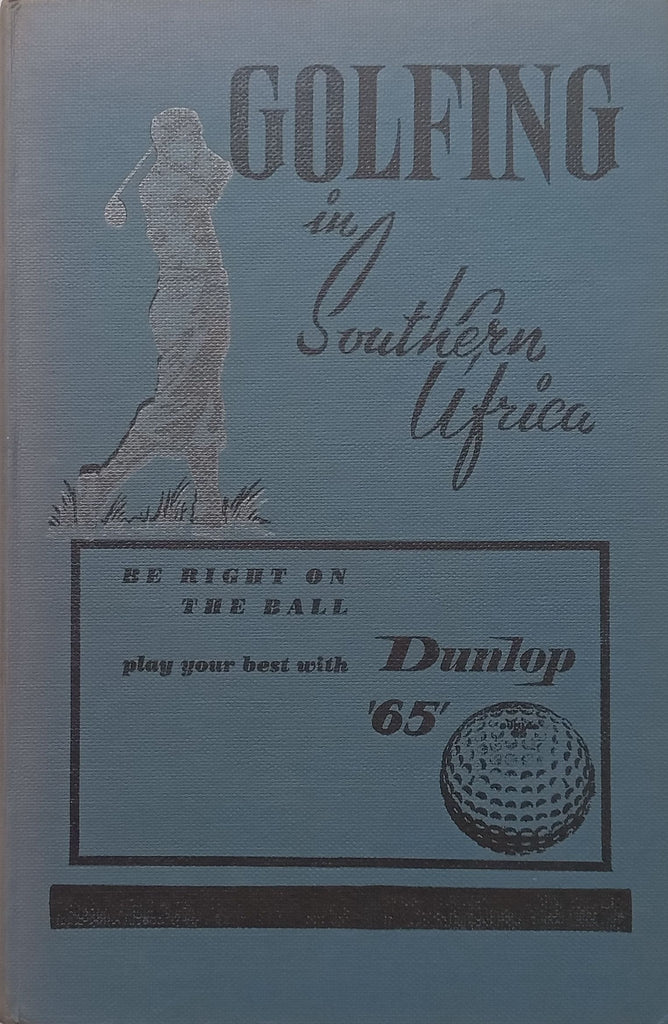 GOLFING
in
Southern
Africa
BE RIGHT ON
THE BALL
play your best with Dunlop
'65'